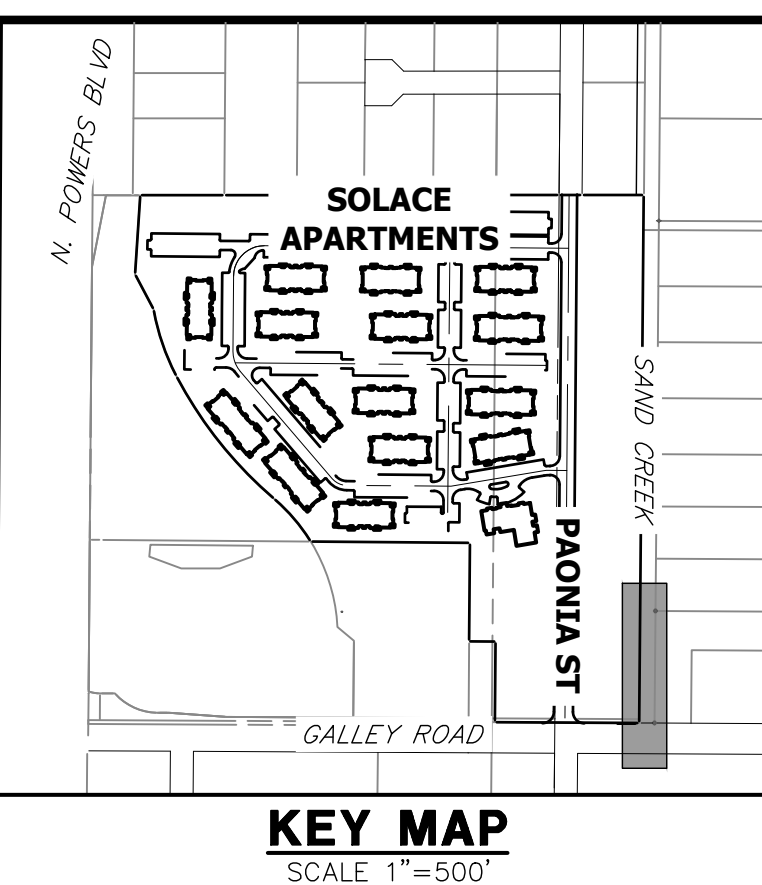 N. POWERS BLVD
SOLACE
APARTMENTS
SAND CREEK
PAONIA ST
GALLEY ROAD
KEY MAP
SCALE 1"=500'